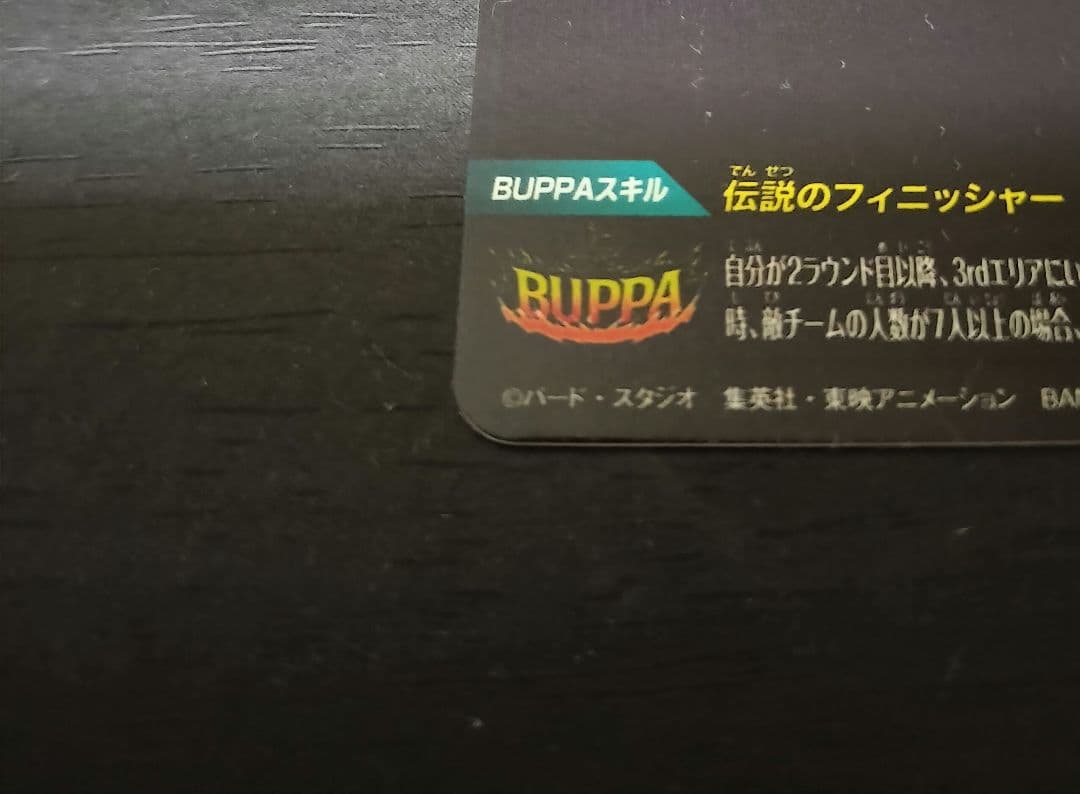 BUPPAスキル
でんせつ
伝説のフィニッシャー
BUPPA
自分が2ラウンド目以降、3rdエリアにい
時、敵チームの人数が7人以上の場合、
©バード・スタジオ 集英社・東映アニメーション BAN